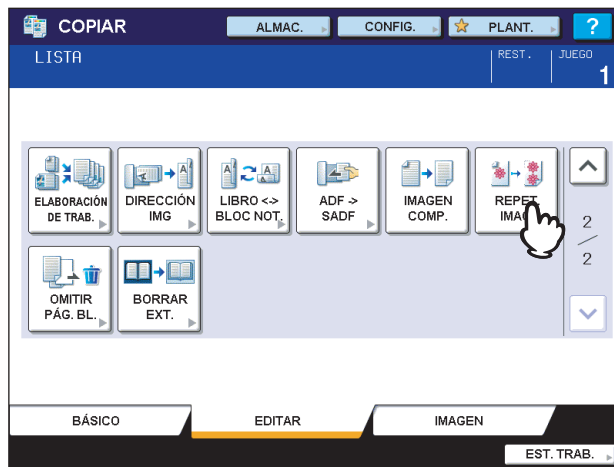 COPIAR
ALMAC.
CONFIG.
PLANT.
?
LISTA
REST.
JUEGO
1
ELABORACIÓN
DE TRAB.
DIRECCIÓN
IMG
LIBRO <->
BLOC NOT.
ADF ->
SADF
IMAGEN
COMP.
REPET
IMAG
2
2
OMITIR
PÁG. BL.
BORRAR
EXT.
BÁSICO
EDITAR
IMAGEN
EST. TRAB.